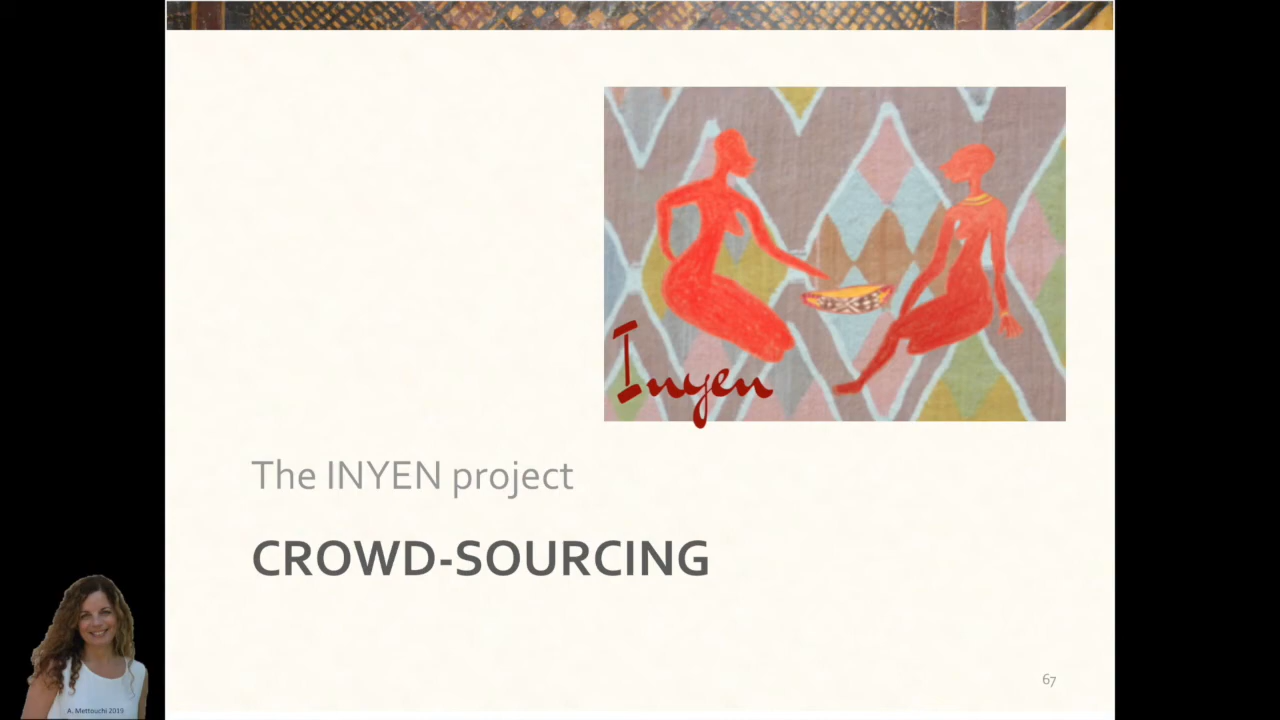 Inyen
The INYEN project
CROWD-SOURCING
67
A. Mettouchi 2019